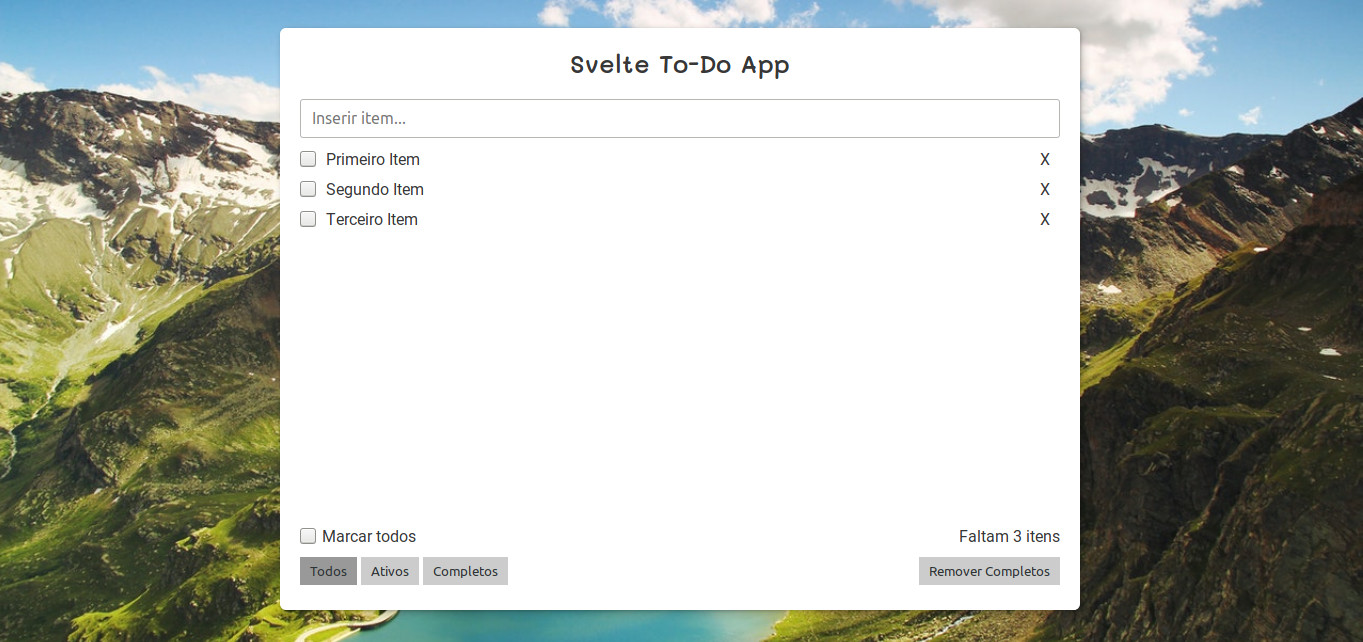 Svelte To-Do App
Inserir item...
Primeiro Item X
Segundo Item X
Terceiro Item X
Marcar todos Faltam 3 itens
Todos Ativos Completos Remover Completos